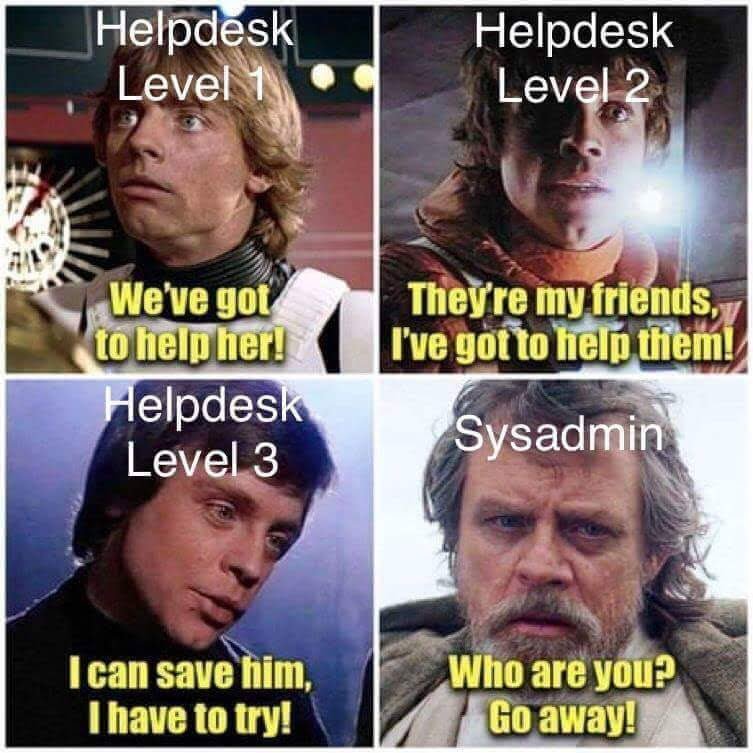 Helpdesk
Level 1
We've got
to help her!
Helpdesk
Level 2
They're my friends,
I've got to help them!
Helpdesk
Level 3
I can save him,
I have to try!
Sysadmin
Who are you?
Go away!